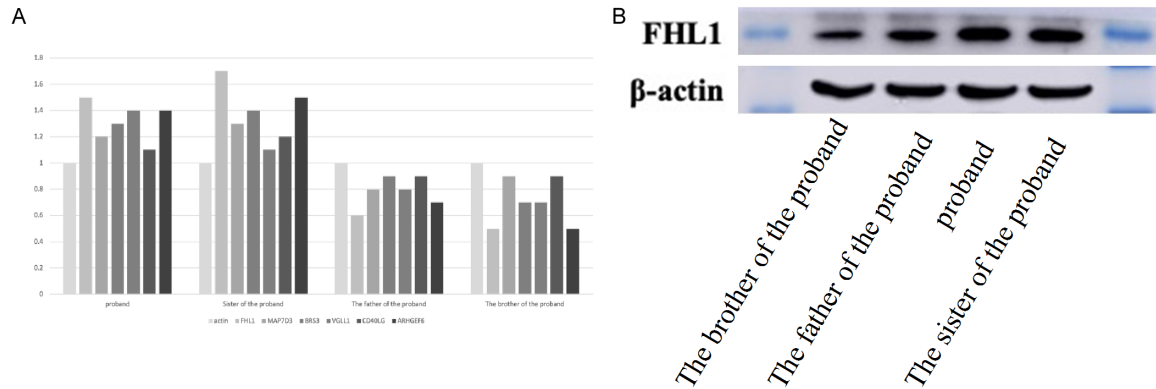 A
1.8
1.6
1.4
1.2
1
0.8
0.6
0.4
0.2
0
proband
Sister of the proband
The father of the proband
The brother of the proband
actin FHL1 MAP7D3 BRS3 VGLL1 CD40LG ARHGEF6
B
FHL1
β-actin
The brother of the proband
The father of the proband
proband
The sister of the proband